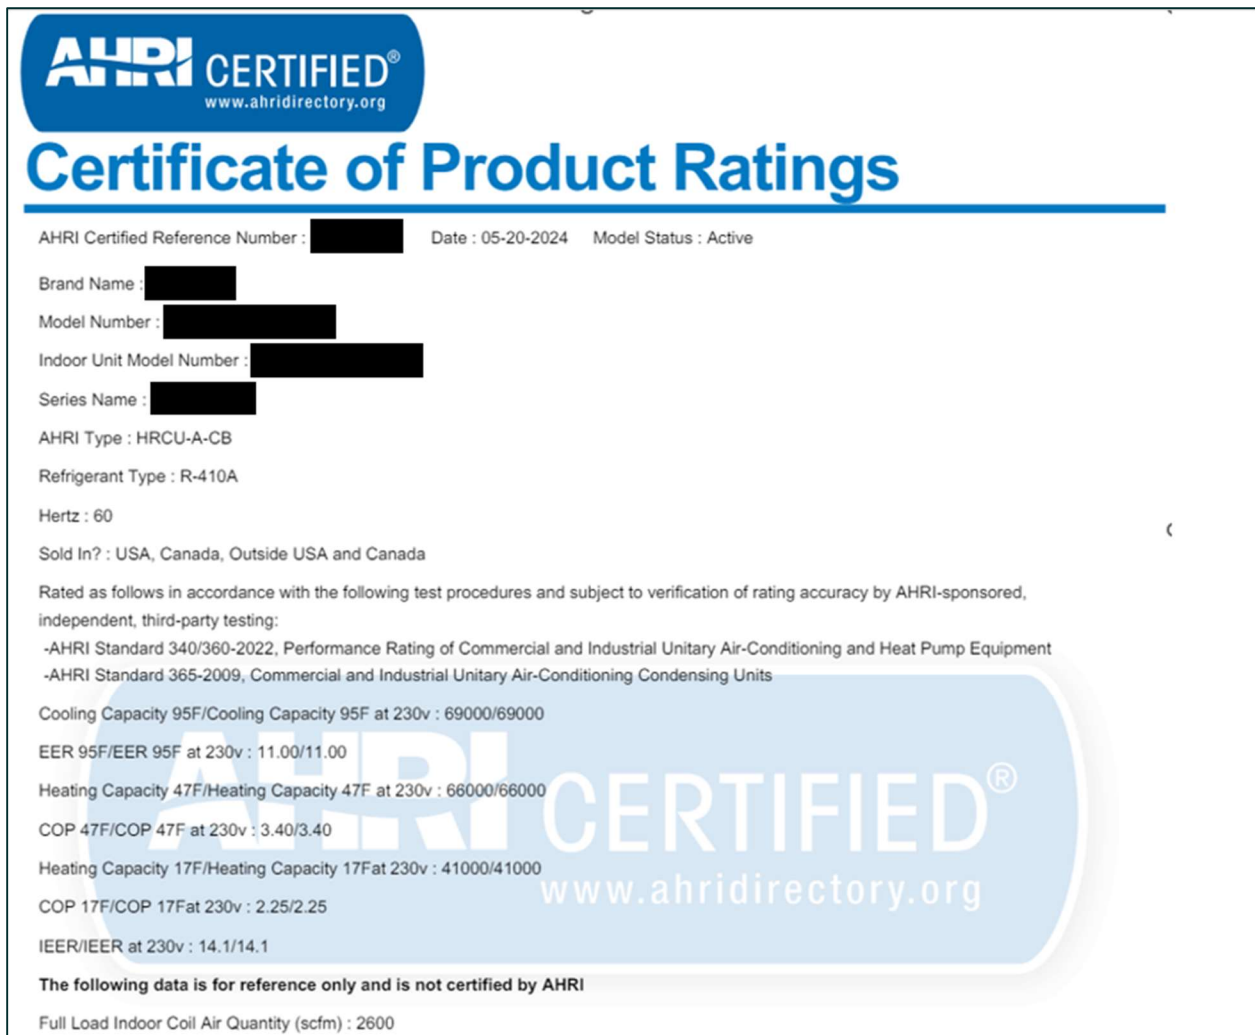 AHRI CERTIFIED®
www.ahridirectory.org
Certificate of Product Ratings
AHRI Certified Reference Number : Date : 05-20-2024 Model Status : Active
Brand Name :
Model Number :
Indoor Unit Model Number :
Series Name :
AHRI Type : HRCU-A-CB
Refrigerant Type : R-410A
Hertz : 60
Sold In? : USA, Canada, Outside USA and Canada
Rated as follows in accordance with the following test procedures and subject to verification of rating accuracy by AHRI-sponsored,
independent, third-party testing:
-AHRI Standard 340/360-2022, Performance Rating of Commercial and Industrial Unitary Air-Conditioning and Heat Pump Equipment
-AHRI Standard 365-2009, Commercial and Industrial Unitary Air-Conditioning Condensing Units
Cooling Capacity 95F/Cooling Capacity 95F at 230v : 69000/69000
EER 95F/EER 95F at 230v : 11.00/11.00
Heating Capacity 47F/Heating Capacity 47F at 230v : 66000/66000
COP 47F/COP 47F at 230v : 3.40/3.40
Heating Capacity 17F/Heating Capacity 17Fat 230v : 41000/41000
COP 17F/COP 17Fat 230v : 2.25/2.25
IEER/IEER at 230v : 14.1/14.1
AHRI CERTIFIED®
www.ahridirectory.org
The following data is for reference only and is not certified by AHRI
Full Load Indoor Coil Air Quantity (scfm) : 2600